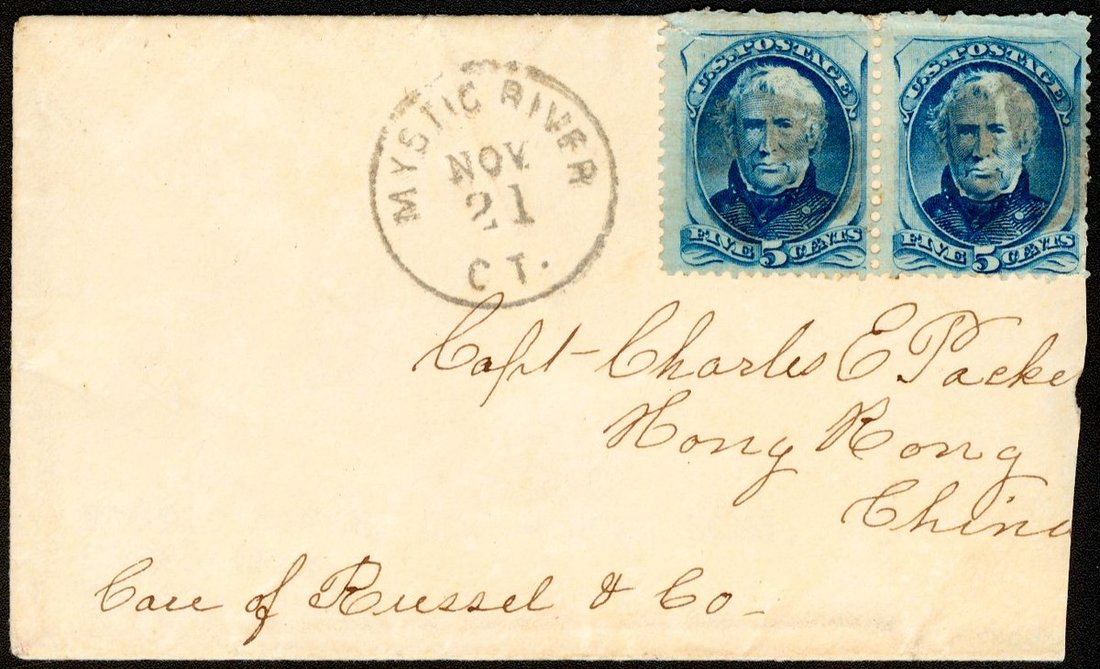 MYSTIC RIVER
NOV
21
CT.
U.S. POSTAGE
FIVE 5 CENTS
U.S. POSTAGE
FIVE 5 CENTS
Capt - Charles E Packe
Hong Kong
China
Care of Russel & Co -